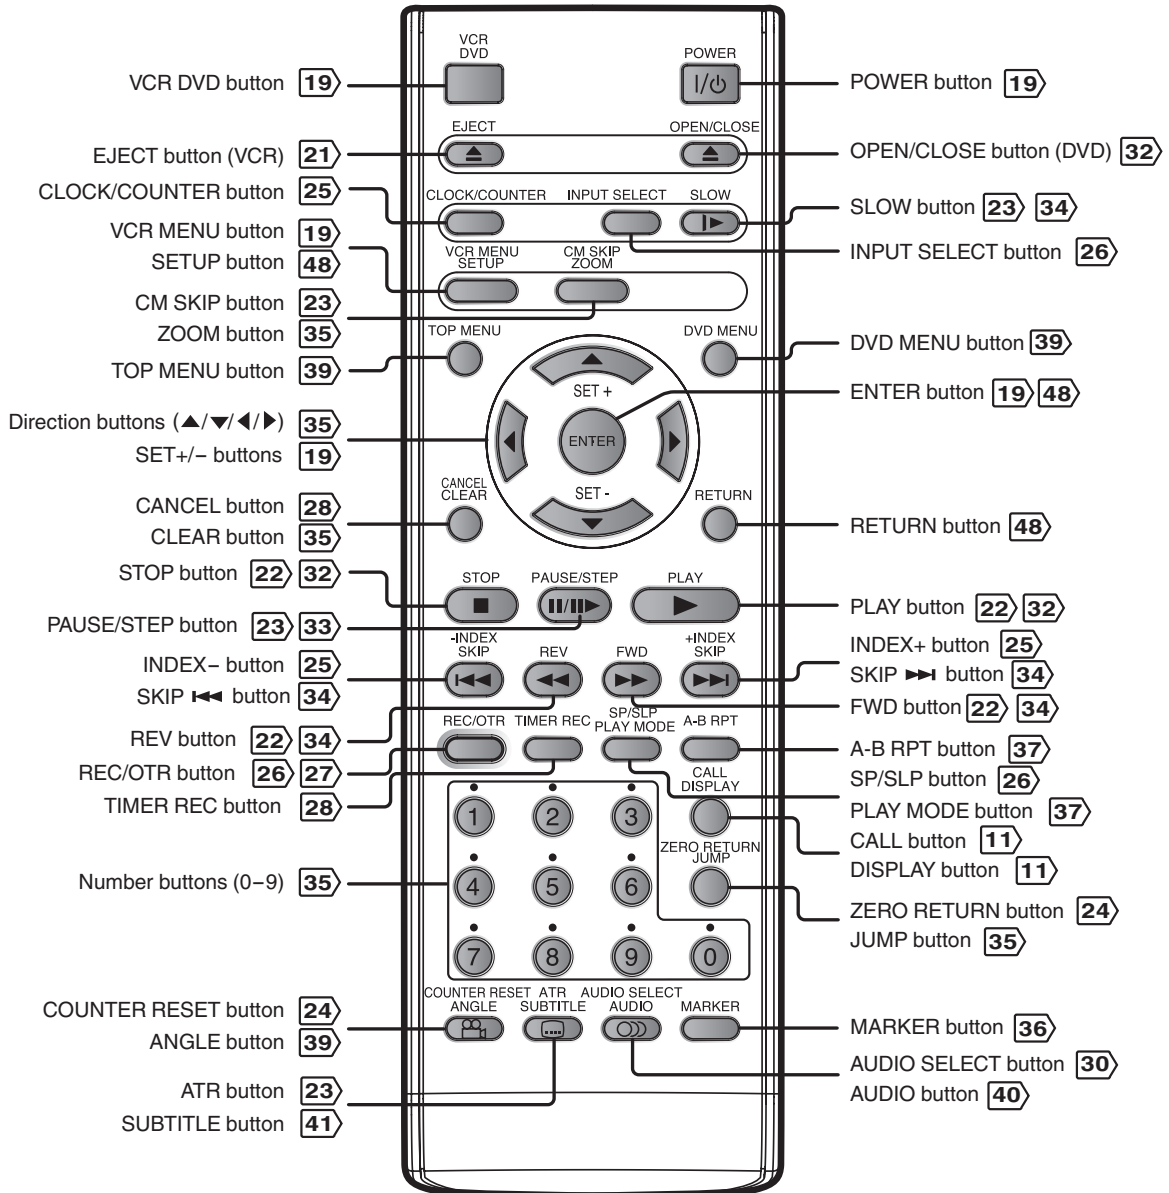 VCR DVD button 19
EJECT button (VCR) 21
CLOCK/COUNTER button 25
VCR MENU button 19
SETUP button 48
CM SKIP button 23
ZOOM button 35
TOP MENU button 39
Direction buttons (▲/▼/◀/▶) 35
SET+/− buttons 19
CANCEL button 28
CLEAR button 35
STOP button 22 32
PAUSE/STEP button 23 33
INDEX− button 25
SKIP ⏮ button 34
REV button 22 34
REC/OTR button 26 27
TIMER REC button 28
Number buttons (0−9) 35
COUNTER RESET button 24
ANGLE button 39
ATR button 23
SUBTITLE button 41
VCR
DVD
POWER
I/⏻
EJECT
OPEN/CLOSE
CLOCK/COUNTER
INPUT SELECT
SLOW
VCR MENU
SETUP
CM SKIP
ZOOM
TOP MENU
DVD MENU
SET +
ENTER
SET -
CANCEL
CLEAR
RETURN
STOP
PAUSE/STEP
PLAY
-INDEX
SKIP
REV
FWD
+INDEX
SKIP
REC/OTR
TIMER REC
SP/SLP
PLAY MODE
A-B RPT
CALL
DISPLAY
1 2 3
ZERO RETURN
JUMP
4 5 6
7 8 9 0
COUNTER RESET
ANGLE
ATR
SUBTITLE
AUDIO SELECT
AUDIO
MARKER
POWER button 19
OPEN/CLOSE button (DVD) 32
SLOW button 23 34
INPUT SELECT button 26
DVD MENU button 39
ENTER button 19 48
RETURN button 48
PLAY button 22 32
INDEX+ button 25
SKIP ⏭ button 34
FWD button 22 34
A-B RPT button 37
SP/SLP button 26
PLAY MODE button 37
CALL button 11
DISPLAY button 11
ZERO RETURN button 24
JUMP button 35
MARKER button 36
AUDIO SELECT button 30
AUDIO button 40